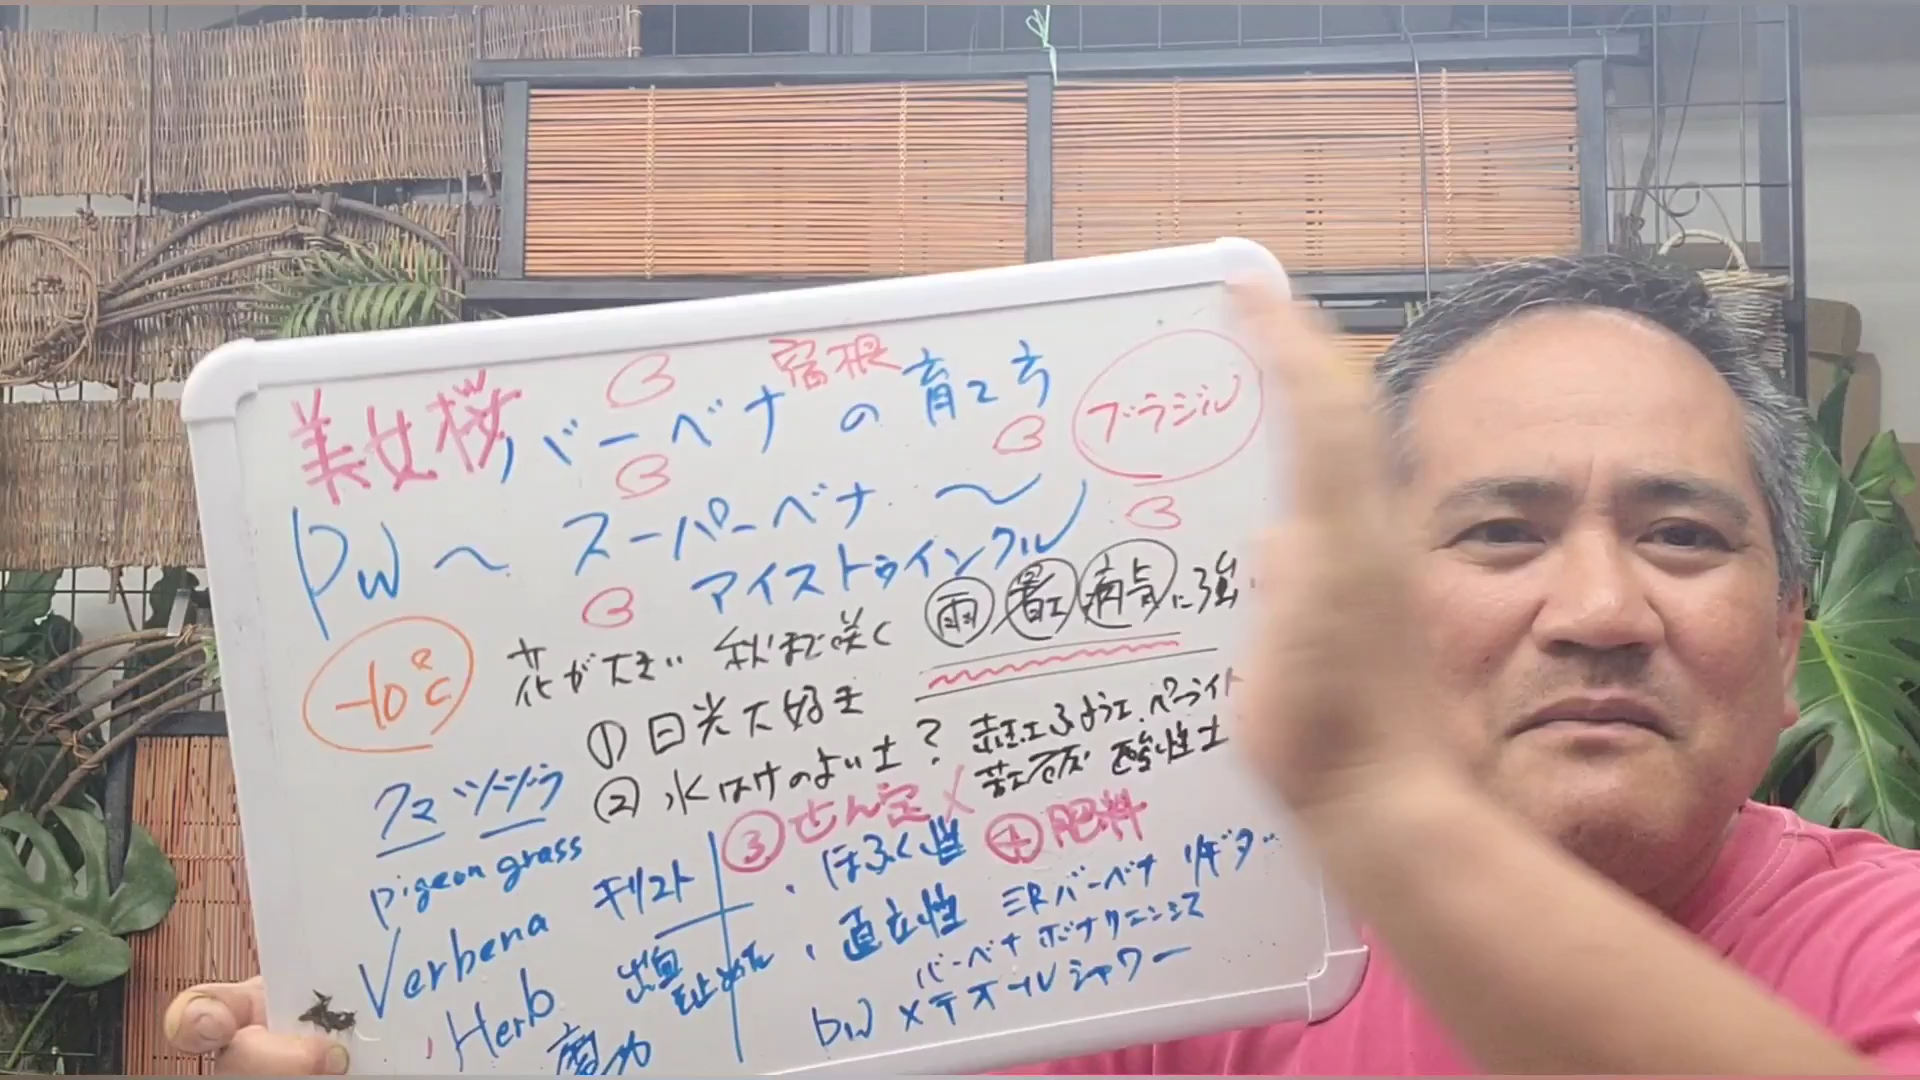 宿根
美女桜 バーベナの育て方
ブラジル
PW〜スーパーベナ〜
アイストゥインクル
-10℃
花が大きい 秋まで咲く 雨 暑さ 病気に強
① 日光大好き
② 水はけのよい土? 赤玉 ふよう土、パーライト
苦石灰 酸性土
③ せん定 ④ 肥料
クマツヅラ
pigeon grass
Verbena
Herb
魔力
キリスト
出血
止めた
・ほふく性
・直立性 三尺バーベナ リギダ
バーベナ ボナリエンシス
PW メテオールシャワー